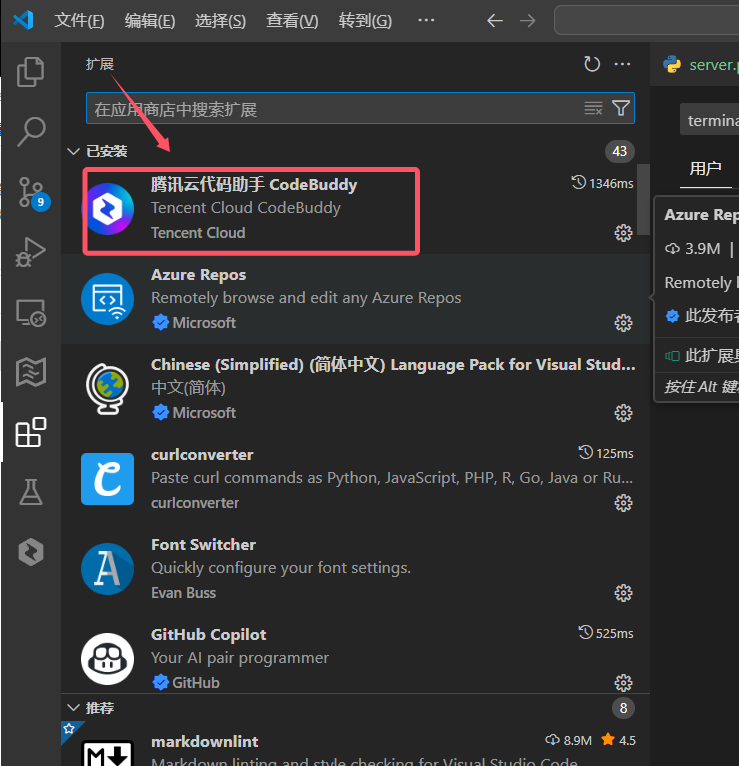 文件(F) 编辑(E) 选择(S) 查看(V) 转到(G) ···
扩展
server.
在应用商店中搜索扩展
termina
已安装 43
用户
腾讯云代码助手 CodeBuddy 1346ms
Tencent Cloud CodeBuddy
Tencent Cloud
9
Azure Rep
3.9M |
Remotely
此发布者
此扩展具
按住 Alt 键
Azure Repos
Remotely browse and edit any Azure Repos
Microsoft
Chinese (Simplified) (简体中文) Language Pack for Visual Stud...
中文(简体)
Microsoft
curlconverter 125ms
Paste curl commands as Python, JavaScript, PHP, R, Go, Java or Ru...
curlconverter
Font Switcher
Quickly configure your font settings.
Evan Buss
GitHub Copilot 525ms
Your AI pair programmer
GitHub
推荐 8
markdownlint 8.9M 4.5
Markdown linting and style checking for Visual Studio Code